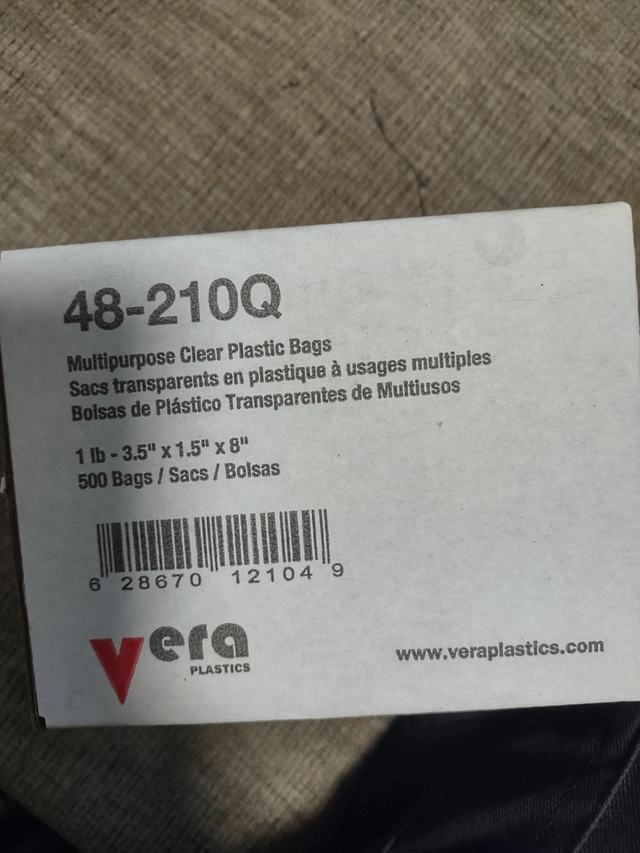 48-210Q
Multipurpose Clear Plastic Bags
Sacs transparents en plastique à usages multiples
Bolsas de Plástico Transparentes de Multiusos
1 lb - 3.5" x 1.5" x 8"
500 Bags / Sacs / Bolsas
6 28670 12104 9
vera
PLASTICS
www.veraplastics.com